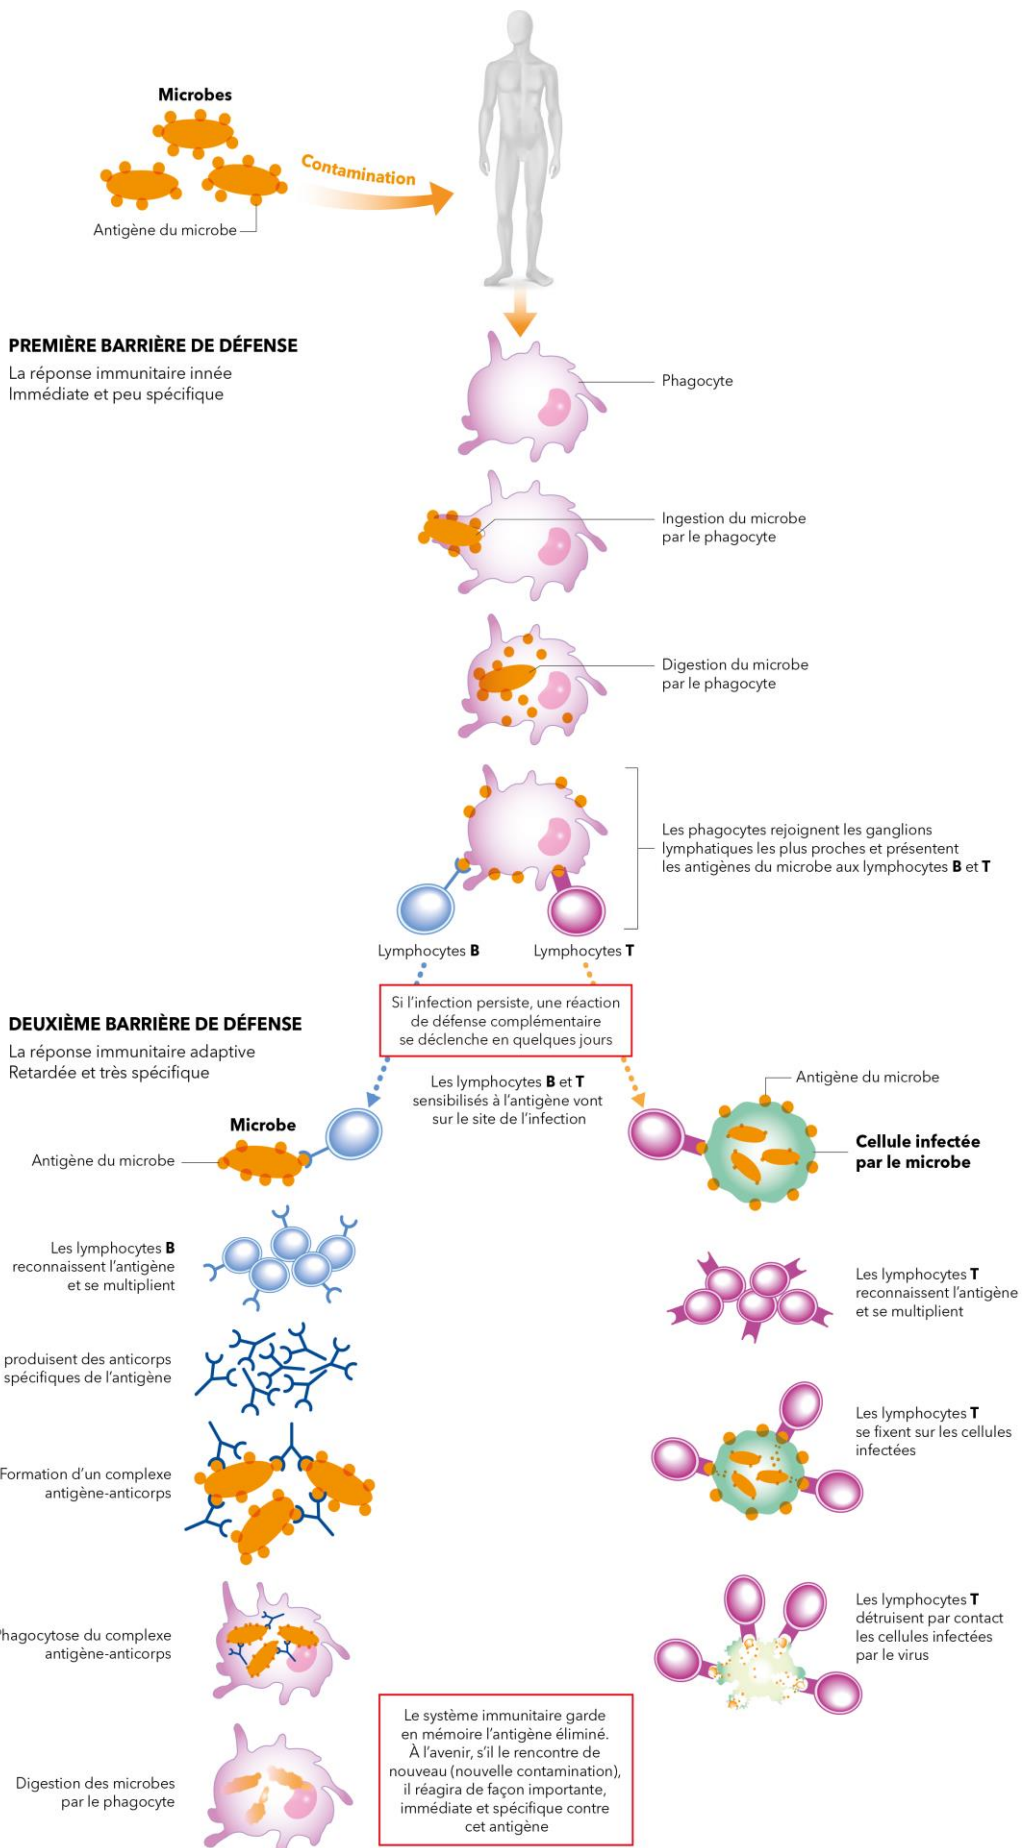 Microbes
Contamination
Antigène du microbe
PREMIÈRE BARRIÈRE DE DÉFENSE
La réponse immunitaire innée
Immédiate et peu spécifique
Phagocyte
Ingestion du microbe
par le phagocyte
Digestion du microbe
par le phagocyte
Les phagocytes rejoignent les ganglions
lymphatiques les plus proches et présentent
les antigènes du microbe aux lymphocytes B et T
Lymphocytes B
Lymphocytes T
Si l’infection persiste, une réaction
de défense complémentaire
se déclenche en quelques jours
DEUXIÈME BARRIÈRE DE DÉFENSE
La réponse immunitaire adaptive
Retardée et très spécifique
Les lymphocytes B et T
sensibilisés à l’antigène vont
sur le site de l’infection
Microbe
Antigène du microbe
Antigène du microbe
Cellule infectée
par le microbe
Les lymphocytes B
reconnaissent l’antigène
et se multiplient
Les lymphocytes T
reconnaissent l’antigène
et se multiplient
produisent des anticorps
spécifiques de l’antigène
Les lymphocytes T
se fixent sur les cellules
infectées
Formation d’un complexe
antigène-anticorps
Les lymphocytes T
détruisent par contact
les cellules infectées
par le virus
Phagocytose du complexe
antigène-anticorps
Digestion des microbes
par le phagocyte
Le système immunitaire garde
en mémoire l’antigène éliminé.
À l’avenir, s’il le rencontre de
nouveau (nouvelle contamination),
il réagira de façon importante,
immédiate et spécifique contre
cet antigène